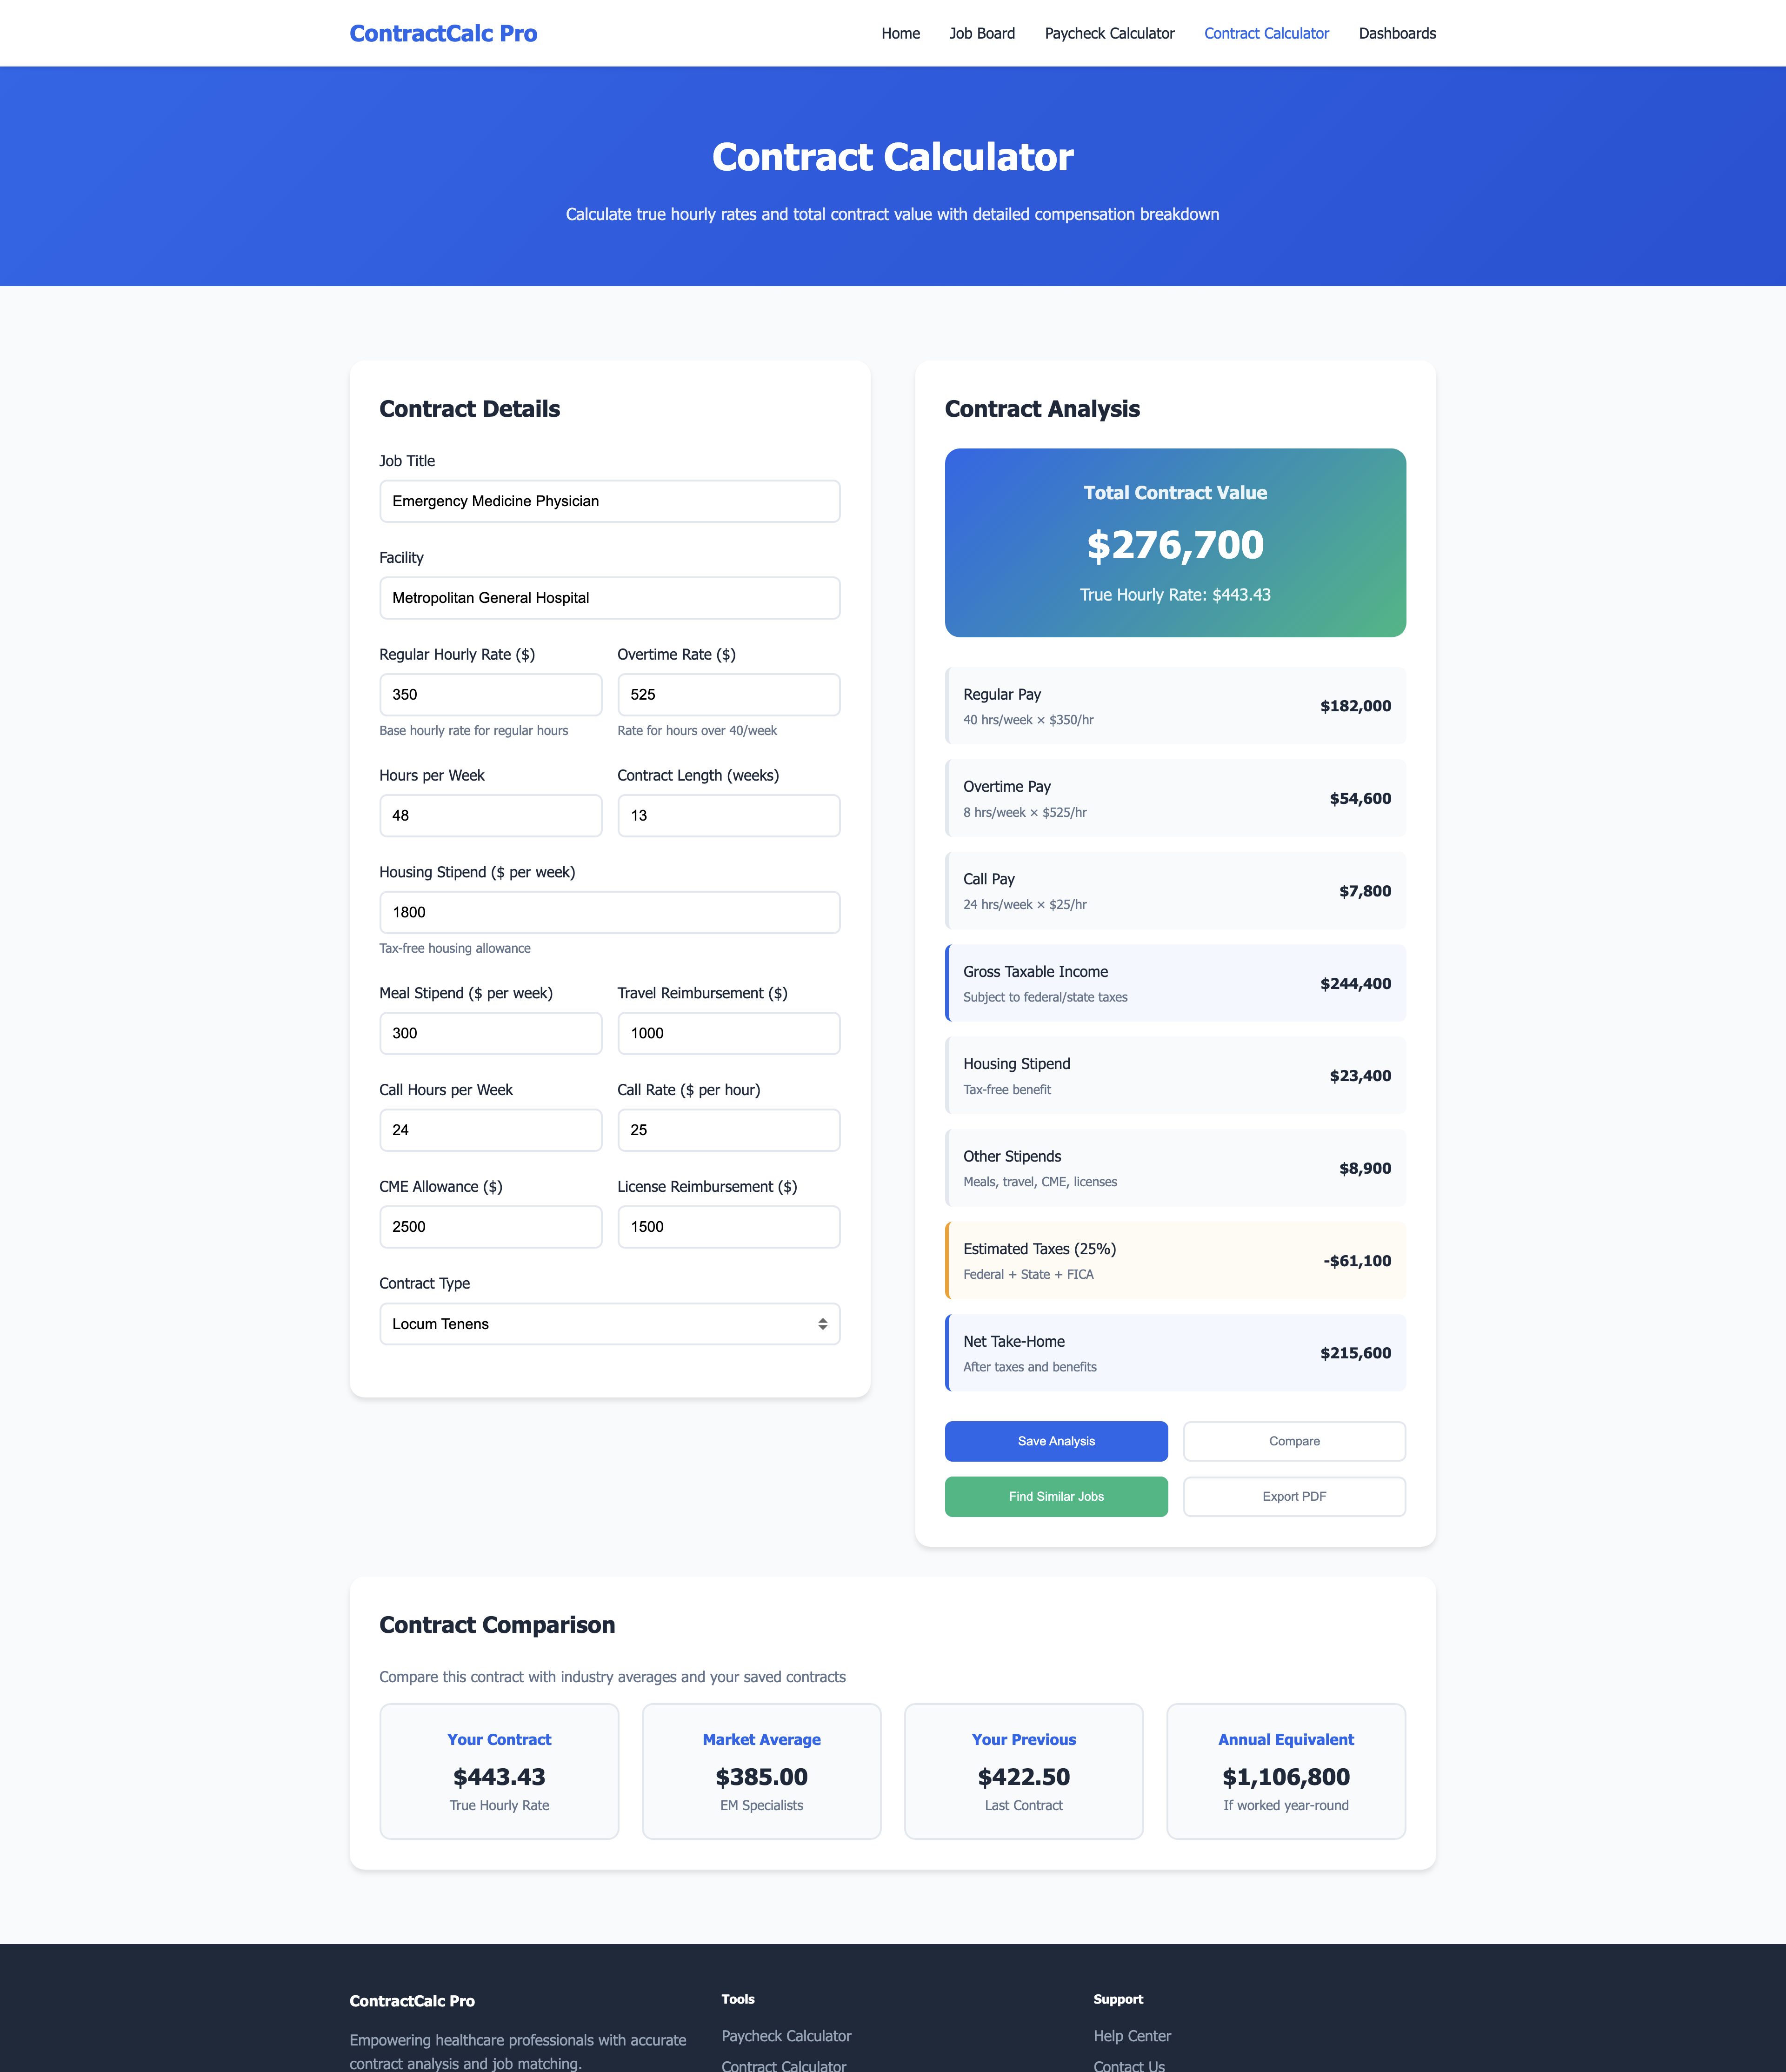 ContractCalc Pro
Home
Job Board
Paycheck Calculator
Contract Calculator
Dashboards
Contract Calculator
Calculate true hourly rates and total contract value with detailed compensation breakdown
Contract Details
Job Title
Emergency Medicine Physician
Facility
Metropolitan General Hospital
Regular Hourly Rate ($)
Overtime Rate ($)
350
525
Base hourly rate for regular hours
Rate for hours over 40/week
Hours per Week
Contract Length (weeks)
48
13
Housing Stipend ($ per week)
1800
Tax-free housing allowance
Meal Stipend ($ per week)
Travel Reimbursement ($)
300
1000
Call Hours per Week
Call Rate ($ per hour)
24
25
CME Allowance ($)
License Reimbursement ($)
2500
1500
Contract Type
Locum Tenens
Contract Analysis
Total Contract Value
$276,700
True Hourly Rate: $443.43
Regular Pay
40 hrs/week × $350/hr
$182,000
Overtime Pay
8 hrs/week × $525/hr
$54,600
Call Pay
24 hrs/week × $25/hr
$7,800
Gross Taxable Income
Subject to federal/state taxes
$244,400
Housing Stipend
Tax-free benefit
$23,400
Other Stipends
Meals, travel, CME, licenses
$8,900
Estimated Taxes (25%)
Federal + State + FICA
-$61,100
Net Take-Home
After taxes and benefits
$215,600
Save Analysis
Compare
Find Similar Jobs
Export PDF
Contract Comparison
Compare this contract with industry averages and your saved contracts
Your Contract
$443.43
True Hourly Rate
Market Average
$385.00
EM Specialists
Your Previous
$422.50
Last Contract
Annual Equivalent
$1,106,800
If worked year-round
ContractCalc Pro
Empowering healthcare professionals with accurate
contract analysis and job matching.
Tools
Paycheck Calculator
Contract Calculator
Support
Help Center
Contact Us